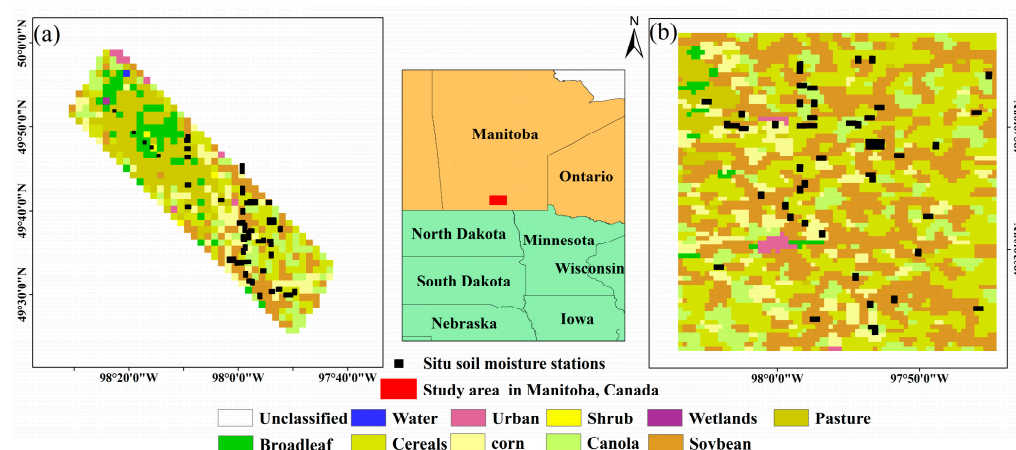 (a)
N
(b)
50°0'0"N
49°50'0"N
49°40'0"N
49°30'0"N
98°20'0"W
98°0'0"W
97°40'0"W
Manitoba
Ontario
North Dakota
Minnesota
Wisconsin
South Dakota
Nebraska
Iowa
98°0'0"W
97°50'0"W
Situ soil moisture stations
Study area in Manitoba, Canada
Unclassified Water Urban Shrub Wetlands Pasture
Broadleaf Cereals corn Canola Soybean